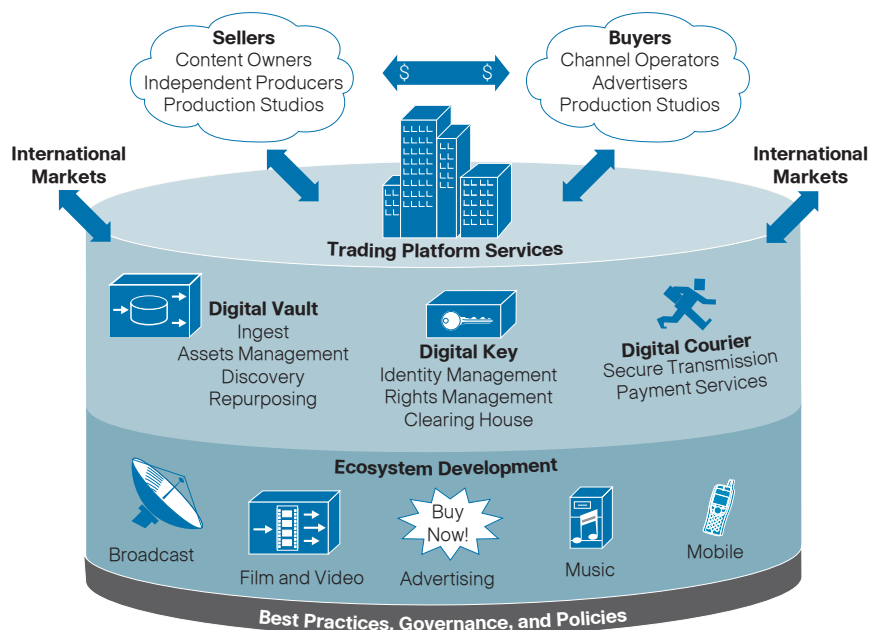 Sellers
Content Owners
Independent Producers
Production Studios
$ $
Buyers
Channel Operators
Advertisers
Production Studios
International
Markets
International
Markets
Trading Platform Services
Digital Vault
Ingest
Assets Management
Discovery
Repurposing
Digital Key
Identity Management
Rights Management
Clearing House
Digital Courier
Secure Transmission
Payment Services
Ecosystem Development
Broadcast
Film and Video
Buy
Now!
Advertising
Music
Mobile
Best Practices, Governance, and Policies